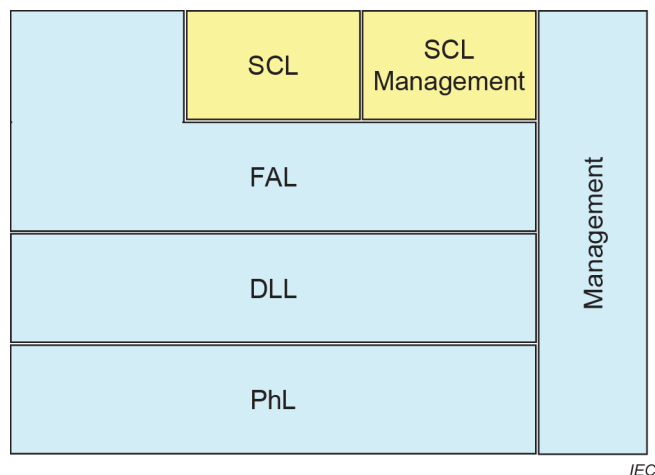 SCL
SCL
Management
FAL
DLL
PhL
Management
IEC